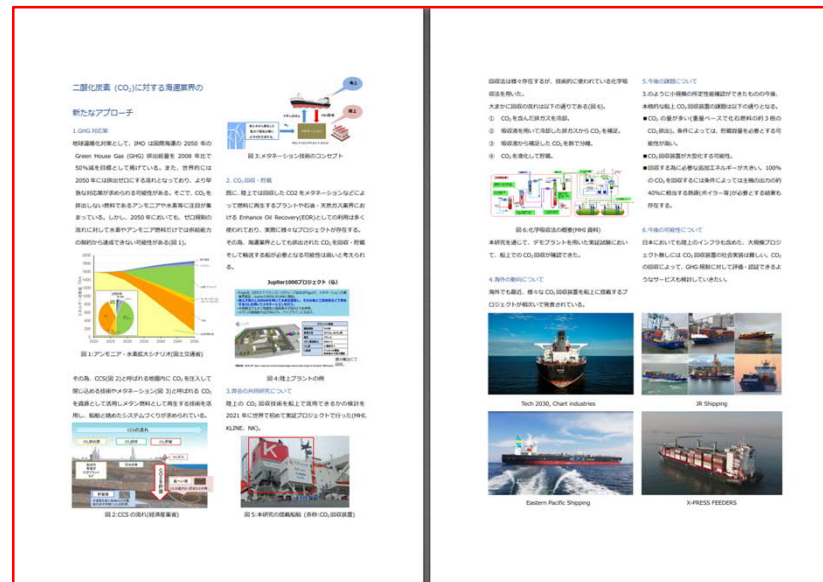 二酸化炭素 (CO₂)に対する海運業界の
新たなアプローチ
1.GHG 対応策
地球温暖化対策として、IMO は国際海運の 2050 年の
Green House Gas (GHG) 排出総量を 2008 年比で
50%減を目標として掲げている。また、世界的には
2050 年には排出ゼロにする流れとなっており、より早
急な対応策が求められる可能性がある。そこで、CO₂を
排出しない燃料であるアンモニアや水素等に注目が集
まっている。しかし、2050 年においても、ゼロ規制の
流れに対して水素やアンモニア燃料だけでは供給能力
の制約から達成できない可能性がある(図 1)。
図 1:アンモニア・水素拡大シナリオ(国土交通省)
その為、CCS(図 2)と呼ばれる地層内に CO₂を注入して
閉じ込める技術やメタネーション(図 3)と呼ばれる CO₂
を資源として活用しメタン燃料として再生する技術を活
用し、船舶と絡めたシステムづくりが求められている。
CCSの流れ
図 2:CCS の流れ(経済産業省)
海上
陸上
メタネーション
図 3:メタネーション技術のコンセプト
2. CO₂回収・貯蔵
既に、陸上では回収した CO2 をメタネーションなどによ
って燃料に再生するプラントや石油・天然ガス業界にお
ける Enhance Oil Recovery(EOR)としての利用は多く
使われており、実際に様々なプロジェクトが存在する。
その為、海運業界としても排出された CO₂を回収・貯蔵
そして輸送する船が必要となる可能性は高いと考えられ
る。
Jupiter1000プロジェクト（仏）
図 4:陸上プラントの例
3.弊会の共同研究について
陸上の CO₂ 回収技術を船上で流用できるかの検討を
2021 年に世界で初めて実証プロジェクトで行った(MHI,
KLINE, NK)。
K
図 5:本研究の搭載船舶 (赤枠:CO₂回収装置)
回収法は様々存在するが、技術的に使われている化学吸
収法を用いた。
大まかに回収の流れは以下の通りである(図 6)。
① CO₂を含んだ排ガスを冷却。
② 吸収液を用いて冷却した排ガスから CO₂を捕足。
③ 吸収液から補足した CO₂を熱で分離。
④ CO₂を液化して貯蔵。
図 6:化学吸収法の概要(MHI 資料)
本研究を通じて、デモプラントを用いた実証試験におい
て、船上での CO₂回収が確認できた。
4.海外の動向について
海外でも最近、様々な CO₂回収装置を船上に搭載するプ
ロジェクトが相次いで発表されている。
Tech 2030, Chart industries
Eastern Pacific Shipping
5.今後の課題について
3.のように小規模の所定性能確認ができたものの今後、
本格的な船上 CO₂回収装置の課題は以下の通りとなる。
■CO₂ の量が多い(重量ベースで化石燃料の約 3 倍の
CO₂排出)。条件によっては、貯蔵容量を必要とする可
能性が高い。
■CO₂回収装置が大型化する可能性。
■回収する為に必要な追加エネルギーが大きい。100%
の CO₂を回収するには条件によっては主機の出力の約
40%に相当する熱源(ボイラー等)が必要とする結果も
存在する。
6.今後の可能性について
日本においても陸上のインフラも含めた、大規模プロジ
ェクト無しには CO₂回収装置の社会実装は難しい。CO₂
の回収によって、GHG 規制に対して評価・認証できるよ
うなサービスも検討していきたい。
JR Shipping
X-PRESS FEEDERS